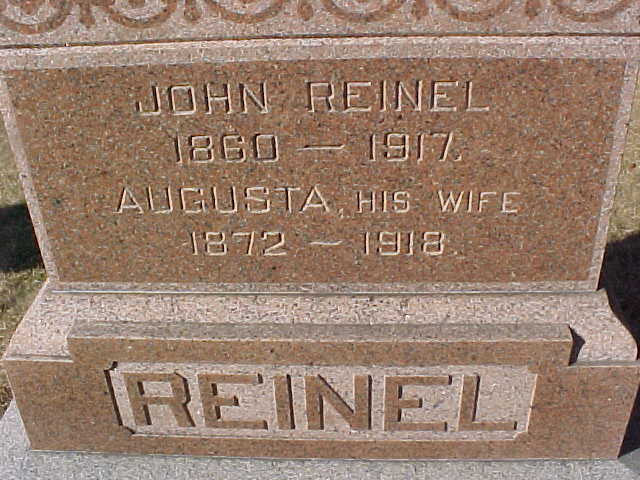 JOHN REINEL
1860 — 1917.
AUGUSTA, HIS WIFE
1872 — 1918.
REINEL